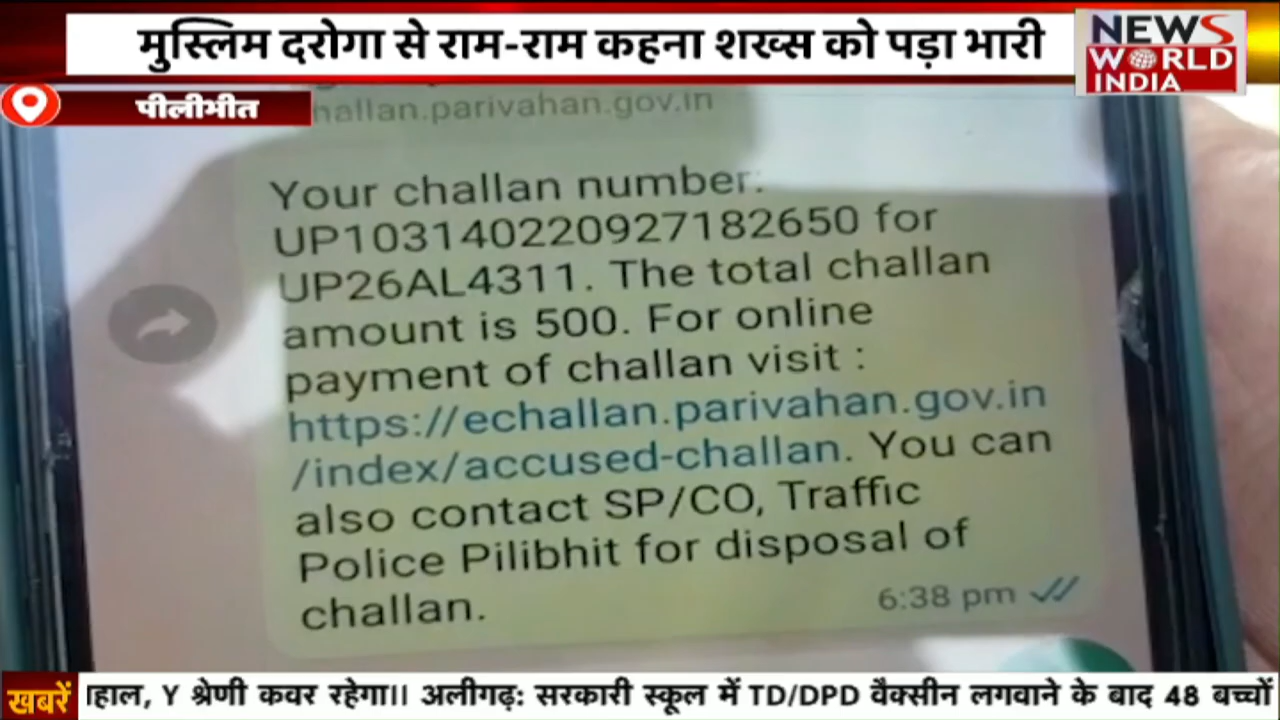 मुस्लिम दरोगा से राम-राम कहना शख्स को पड़ा भारी
NEWS
WORLD
INDIA
पीलीभीत
hallan.parivahan.gov.in
Your challan number:
UP103140220927182650 for
UP26AL4311. The total challan
amount is 500. For online
payment of challan visit :
https://echallan.parivahan.gov.in
/index/accused-challan. You can
also contact SP/CO, Traffic
Police Pilibhit for disposal of
challan.
6:38 pm
खबरें
हाल, Y श्रेणी कवर रहेगा।। अलीगढ़: सरकारी स्कूल में TD/DPD वैक्सीन लगवाने के बाद 48 बच्चों